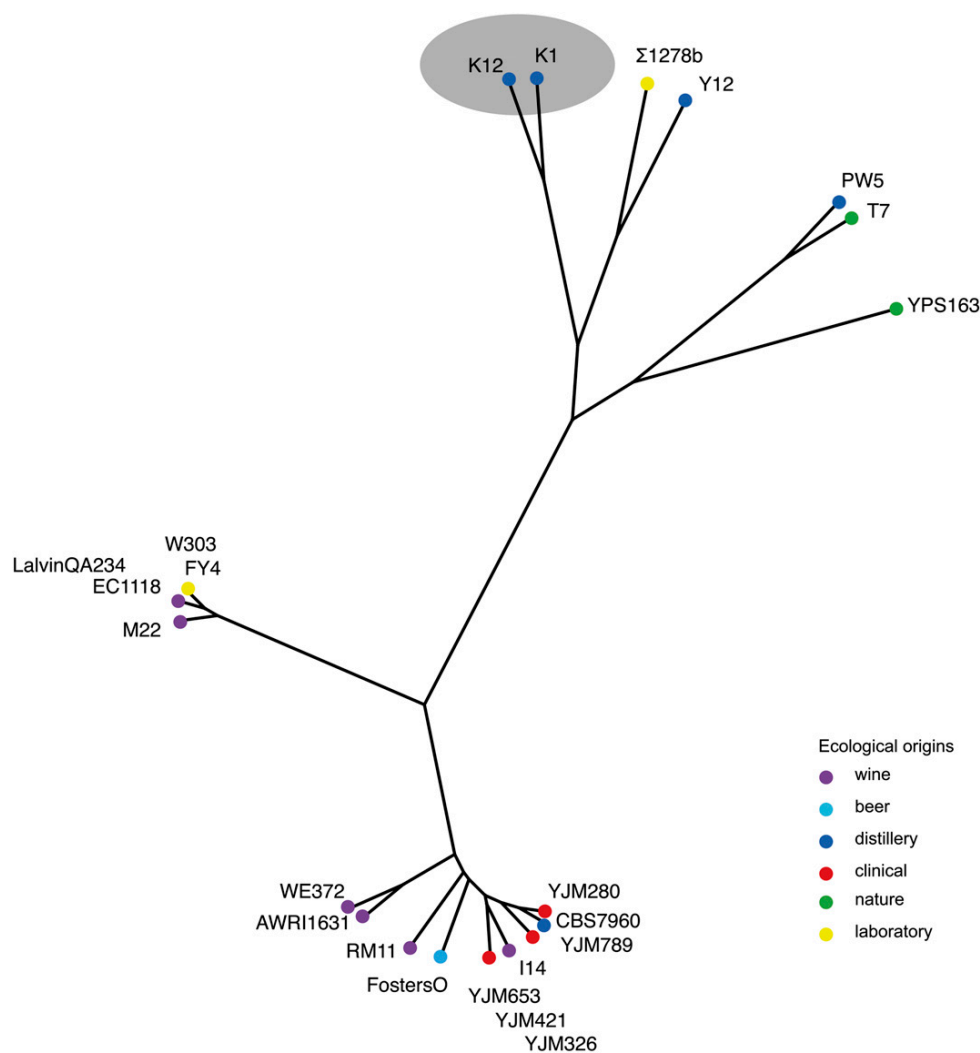 K12
K1
Σ1278b
Y12
PW5
T7
YPS163
W303
LalvinQA234
FY4
EC1118
M22
Ecological origins
wine
beer
distillery
clinical
nature
laboratory
WE372
YJM280
AWRI1631
CBS7960
RM11
YJM789
I14
FostersO
YJM653
YJM421
YJM326